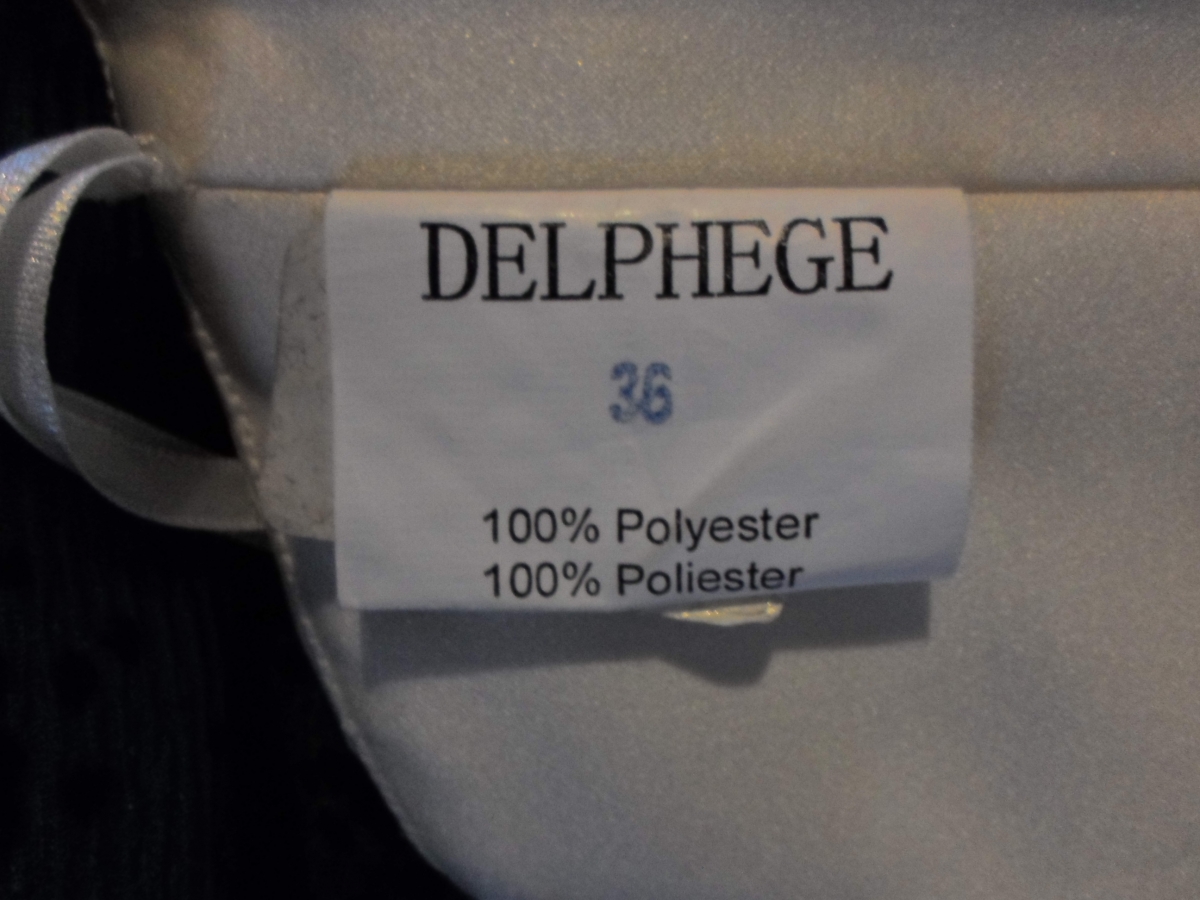 DELPHEGE
36
100% Polyester
100% Poliester